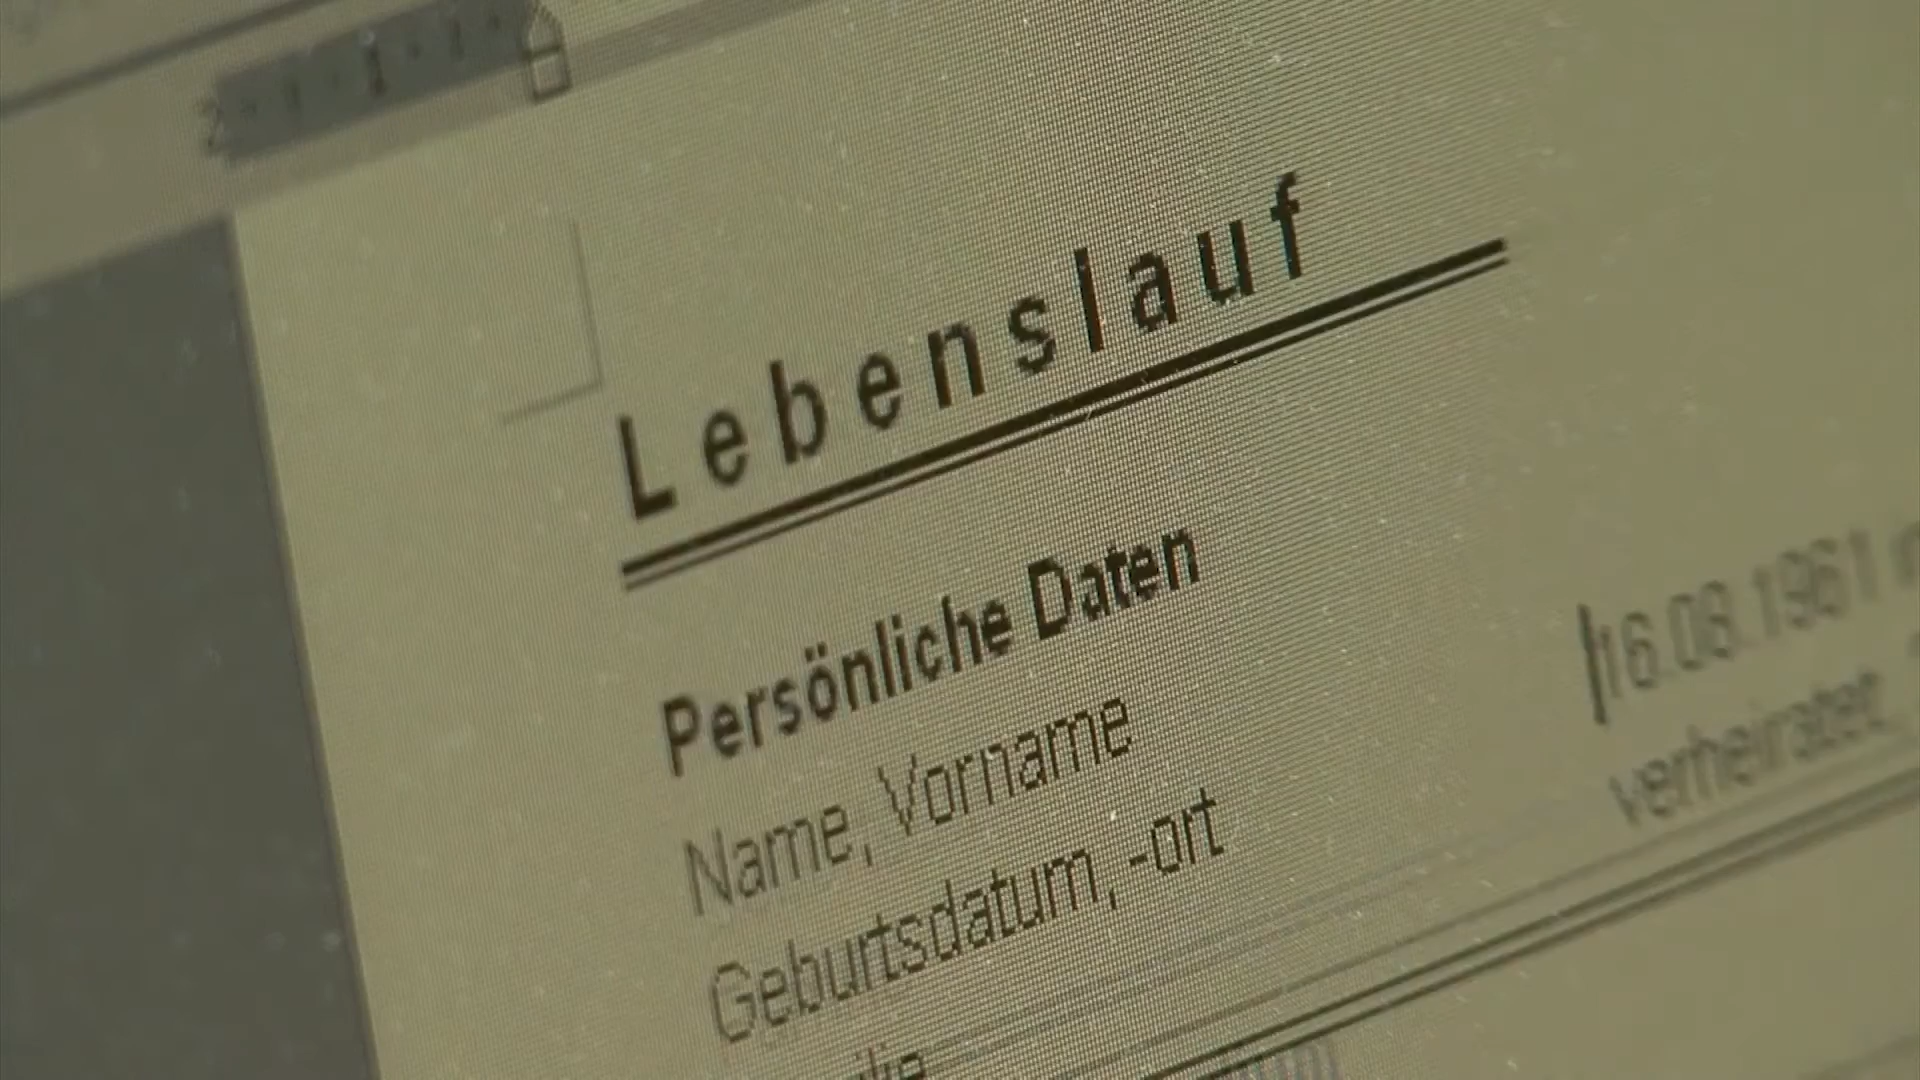 Lebenslauf
Persönliche Daten
Name, Vorname
Geburtsdatum, -ort 16.08.1961
verheiratet